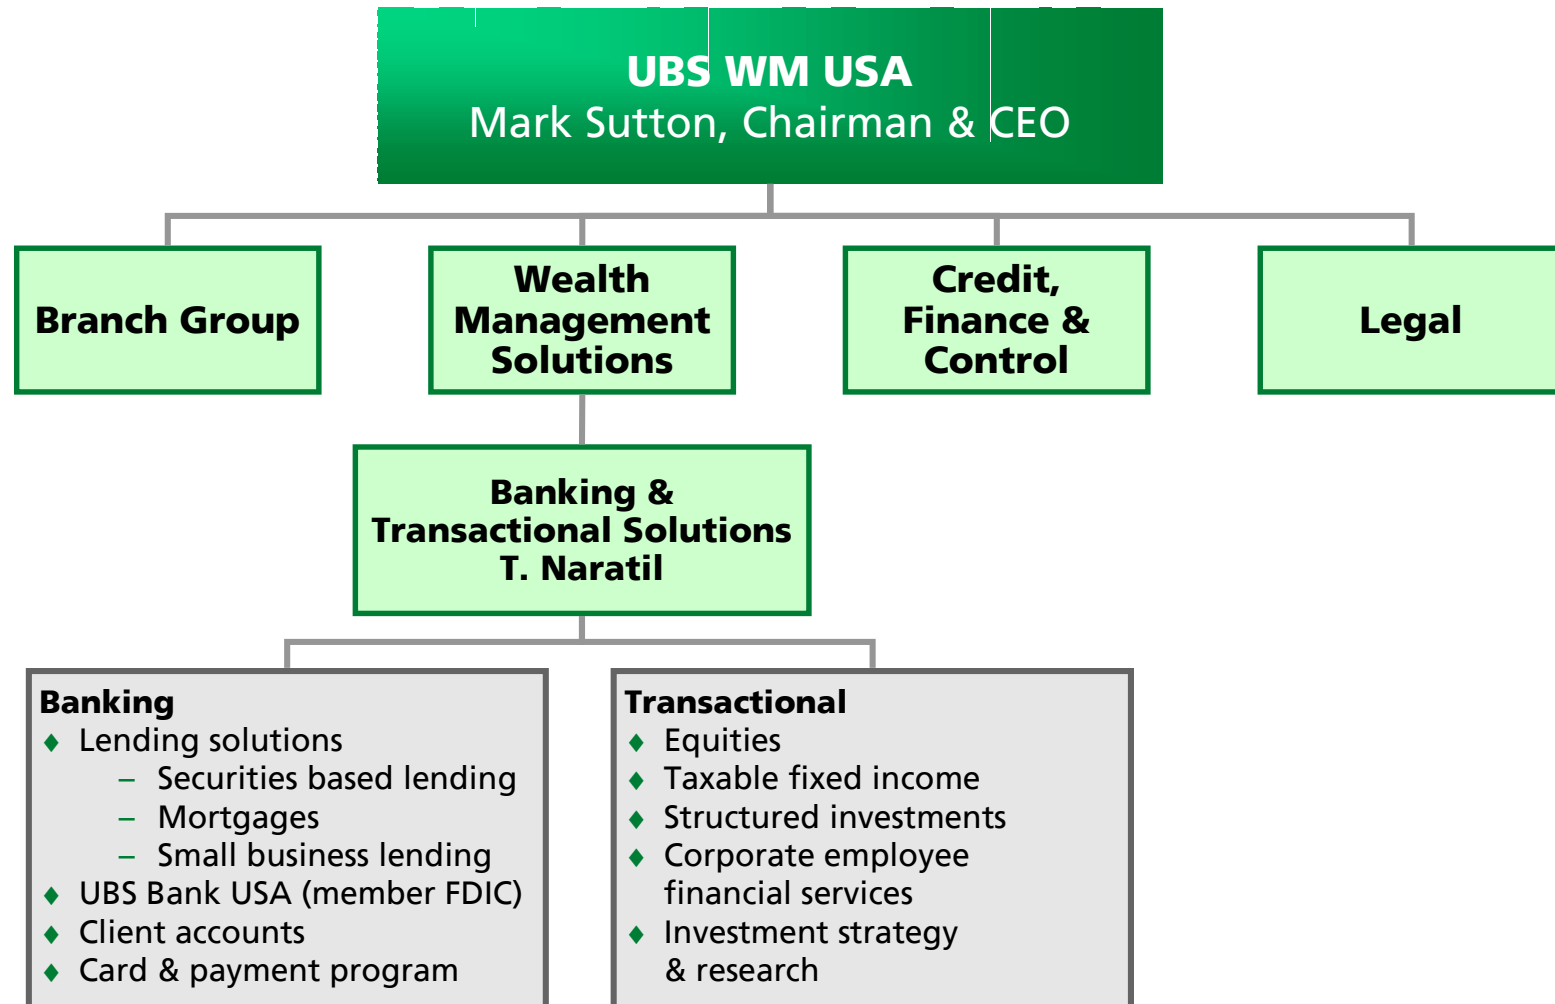 UBS WM USA
Mark Sutton, Chairman & CEO
Branch Group
Wealth
Management
Solutions
Credit,
Finance &
Control
Legal
Banking &
Transactional Solutions
T. Naratil
Banking
♦ Lending solutions
– Securities based lending
– Mortgages
– Small business lending
♦ UBS Bank USA (member FDIC)
♦ Client accounts
♦ Card & payment program
Transactional
♦ Equities
♦ Taxable fixed income
♦ Structured investments
♦ Corporate employee
financial services
♦ Investment strategy
& research